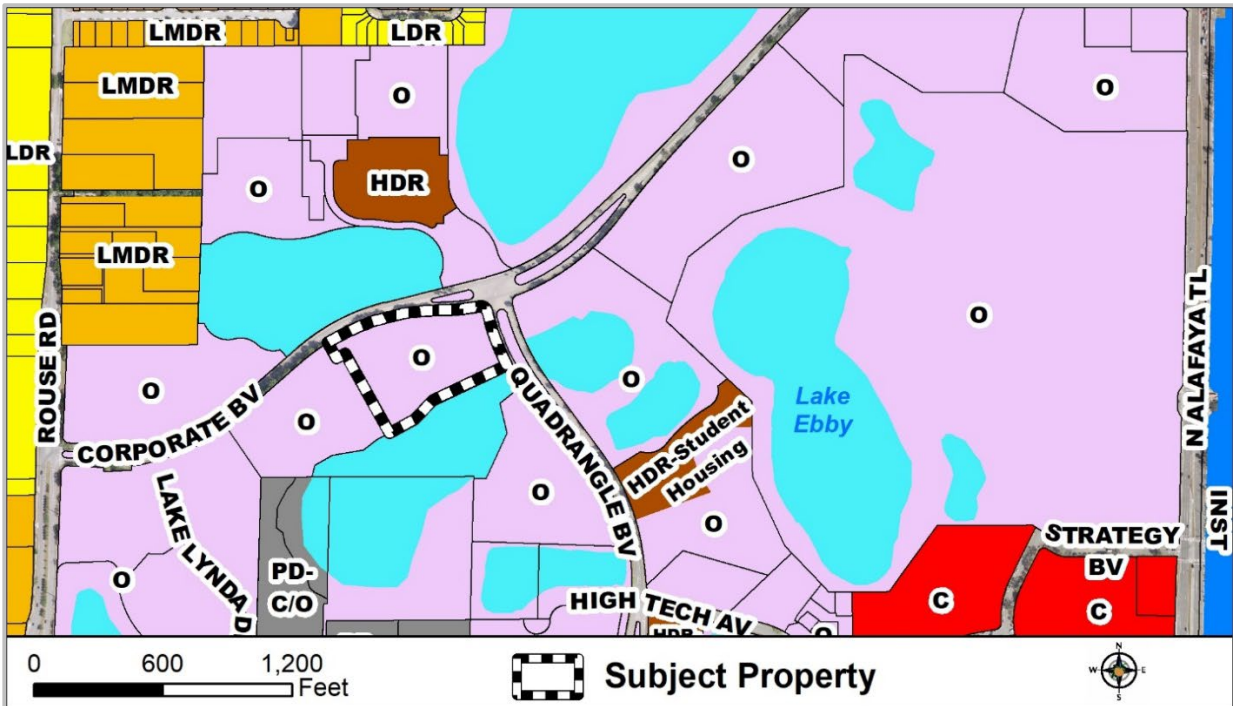 LMDR
LDR
LMDR
O
O
LDR
O
HDR
O
LMDR
O
O
O
ROUSE RD
O
O
CORPORATE BV
QUADRANGLE BV
Lake
Ebby
N ALAFAYA TL
HDR-Student
Housing
O
O
LAKE LYNDA D
INST
STRATEGY
BV
PD-
C/O
O
HIGH TECH AV
C
C
O
HDR
0 600 1,200
Feet
Subject Property
N
W E
S